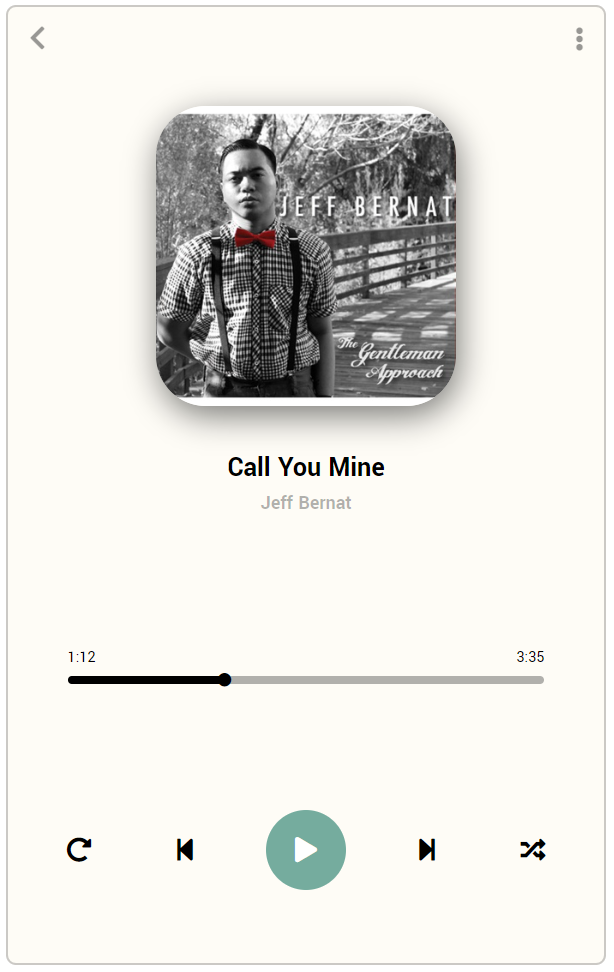 JEFF BERNAT
The
Gentleman
Approach
Call You Mine
Jeff Bernat
1:12 3:35